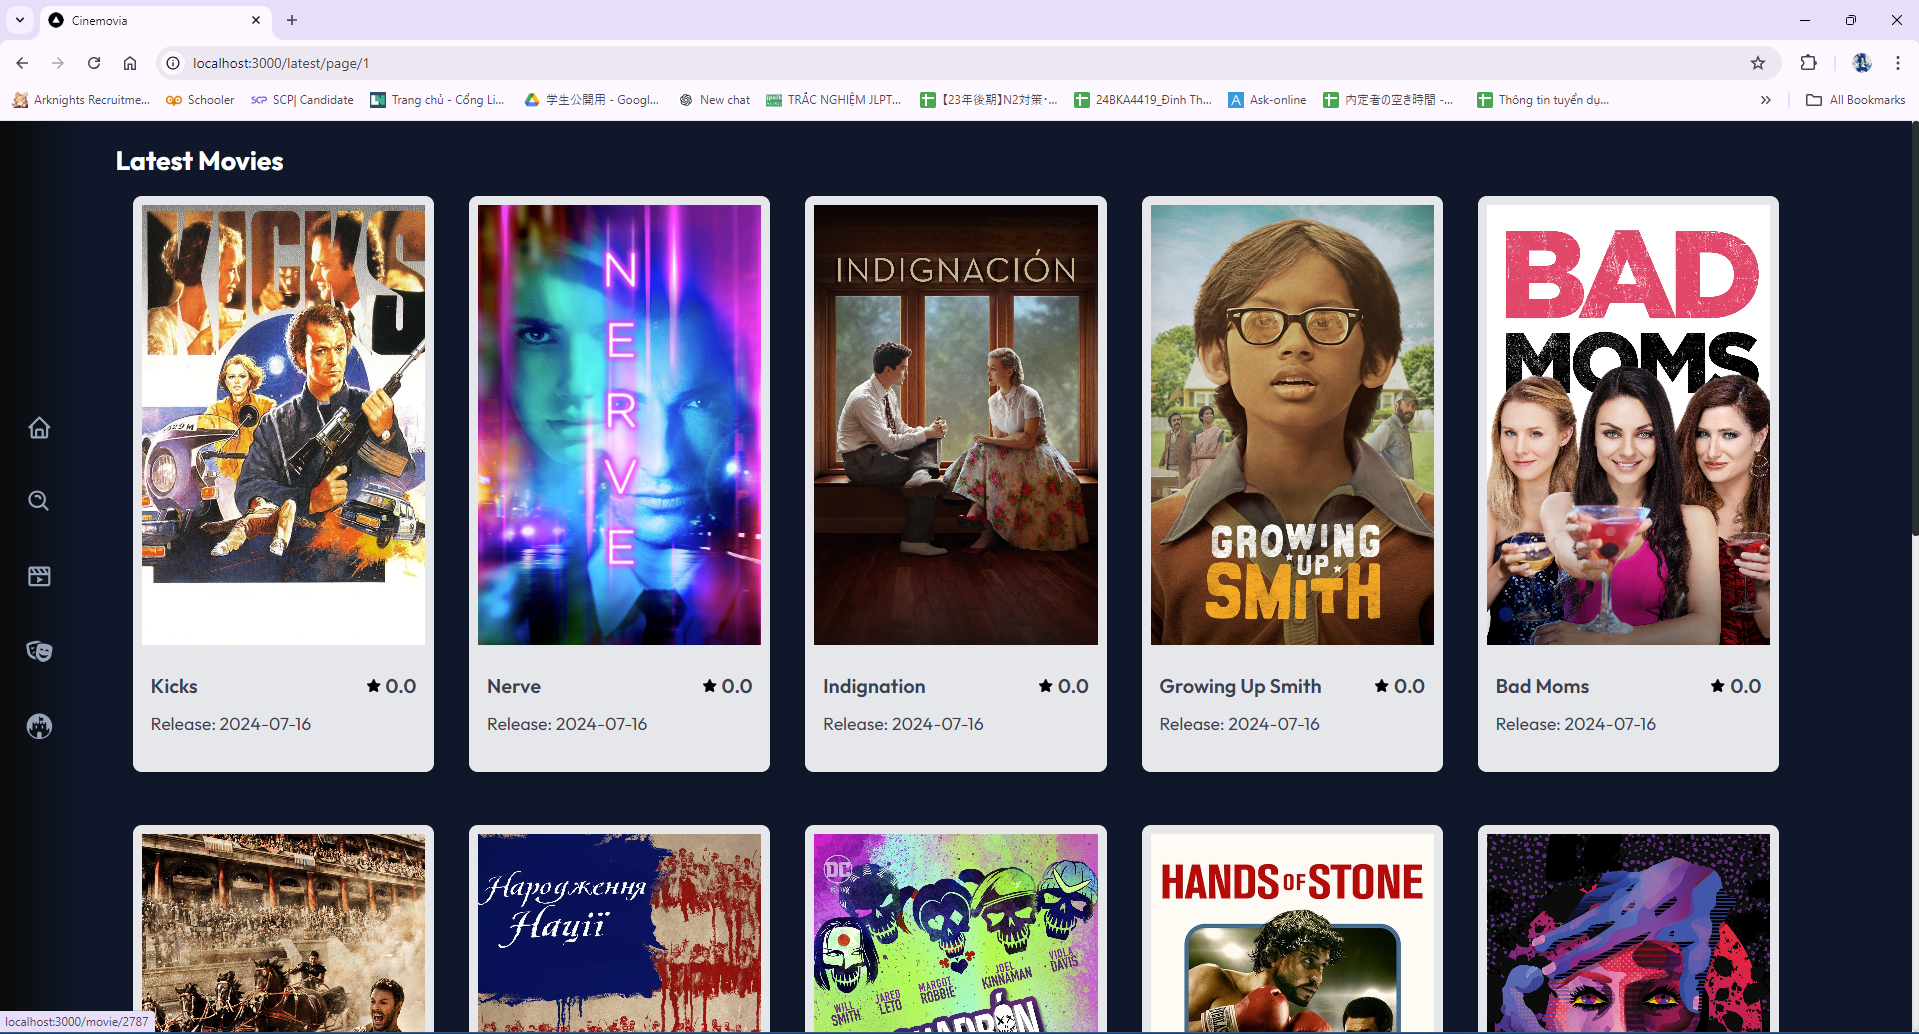 Cinemovia
localhost:3000/latest/page/1
Arknights Recruitme...
Schooler
SCP| Candidate
Trang chủ - Cổng Li...
学生公開用 - Googl...
New chat
TRẮC NGHIỆM JLPT...
【23年後期】N2対策・...
24BKA4419_Đinh Th...
Ask-online
内定者の空き時間 -...
Thông tin tuyển dụ...
All Bookmarks
Latest Movies
KICKS
NERVE
INDIGNACIÓN
GROWING
UP
SMITH
BAD
MOMS
Kicks
0.0
Release: 2024-07-16
Nerve
0.0
Release: 2024-07-16
Indignation
0.0
Release: 2024-07-16
Growing Up Smith
0.0
Release: 2024-07-16
Bad Moms
0.0
Release: 2024-07-16
Народження
Нації
DC
WILL SMITH
JARED LETO
MARGOT ROBBIE
JOEL KINNAMAN
VIOLA DAVIS
HANDS OF STONE
localhost:3000/movie/2787